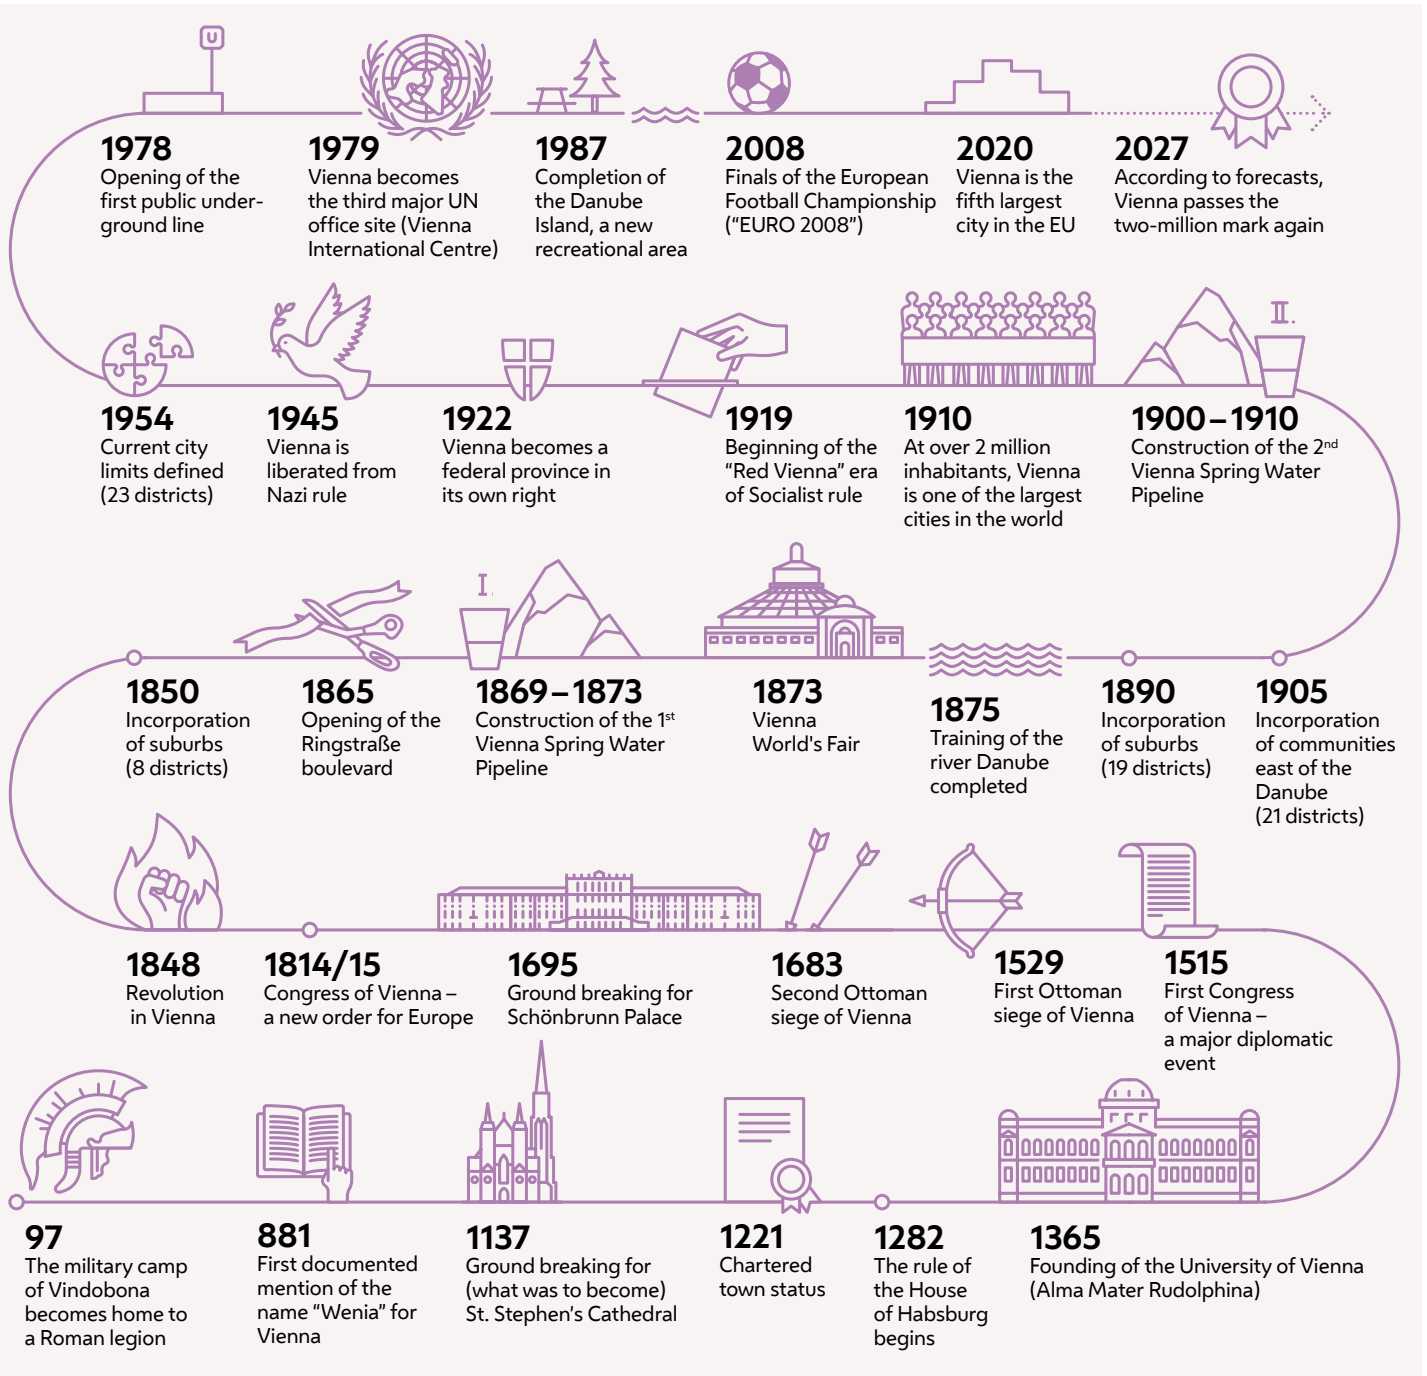 U
1978
Opening of the
first public under-
ground line
1979
Vienna becomes
the third major UN
office site (Vienna
International Centre)
1987
Completion of
the Danube
Island, a new
recreational area
2008
Finals of the European
Football Championship
(“EURO 2008”)
2020
Vienna is the
fifth largest
city in the EU
2027
According to forecasts,
Vienna passes the
two-million mark again
1954
Current city
limits defined
(23 districts)
1945
Vienna is
liberated from
Nazi rule
1922
Vienna becomes a
federal province in
its own right
1919
Beginning of the
“Red Vienna” era
of Socialist rule
1910
At over 2 million
inhabitants, Vienna
is one of the largest
cities in the world
II.
1900 – 1910
Construction of the 2nd
Vienna Spring Water
Pipeline
1850
Incorporation
of suburbs
(8 districts)
1865
Opening of the
Ringstraße
boulevard
I.
1869 – 1873
Construction of the 1st
Vienna Spring Water
Pipeline
1873
Vienna
World's Fair
1875
Training of the
river Danube
completed
1890
Incorporation
of suburbs
(19 districts)
1905
Incorporation
of communities
east of the
Danube
(21 districts)
1848
Revolution
in Vienna
1814/15
Congress of Vienna –
a new order for Europe
1695
Ground breaking for
Schönbrunn Palace
1683
Second Ottoman
siege of Vienna
1529
First Ottoman
siege of Vienna
1515
First Congress
of Vienna –
a major diplomatic
event
97
The military camp
of Vindobona
becomes home to
a Roman legion
881
First documented
mention of the
name “Wenia” for
Vienna
1137
Ground breaking for
(what was to become)
St. Stephen’s Cathedral
1221
Chartered
town status
1282
The rule of
the House
of Habsburg
begins
1365
Founding of the University of Vienna
(Alma Mater Rudolphina)